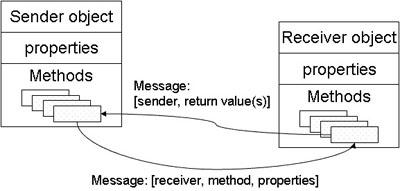 Sender object
properties
Methods
Message:
[sender, return value(s)]
Receiver object
properties
Methods
Message: [receiver, method, properties]